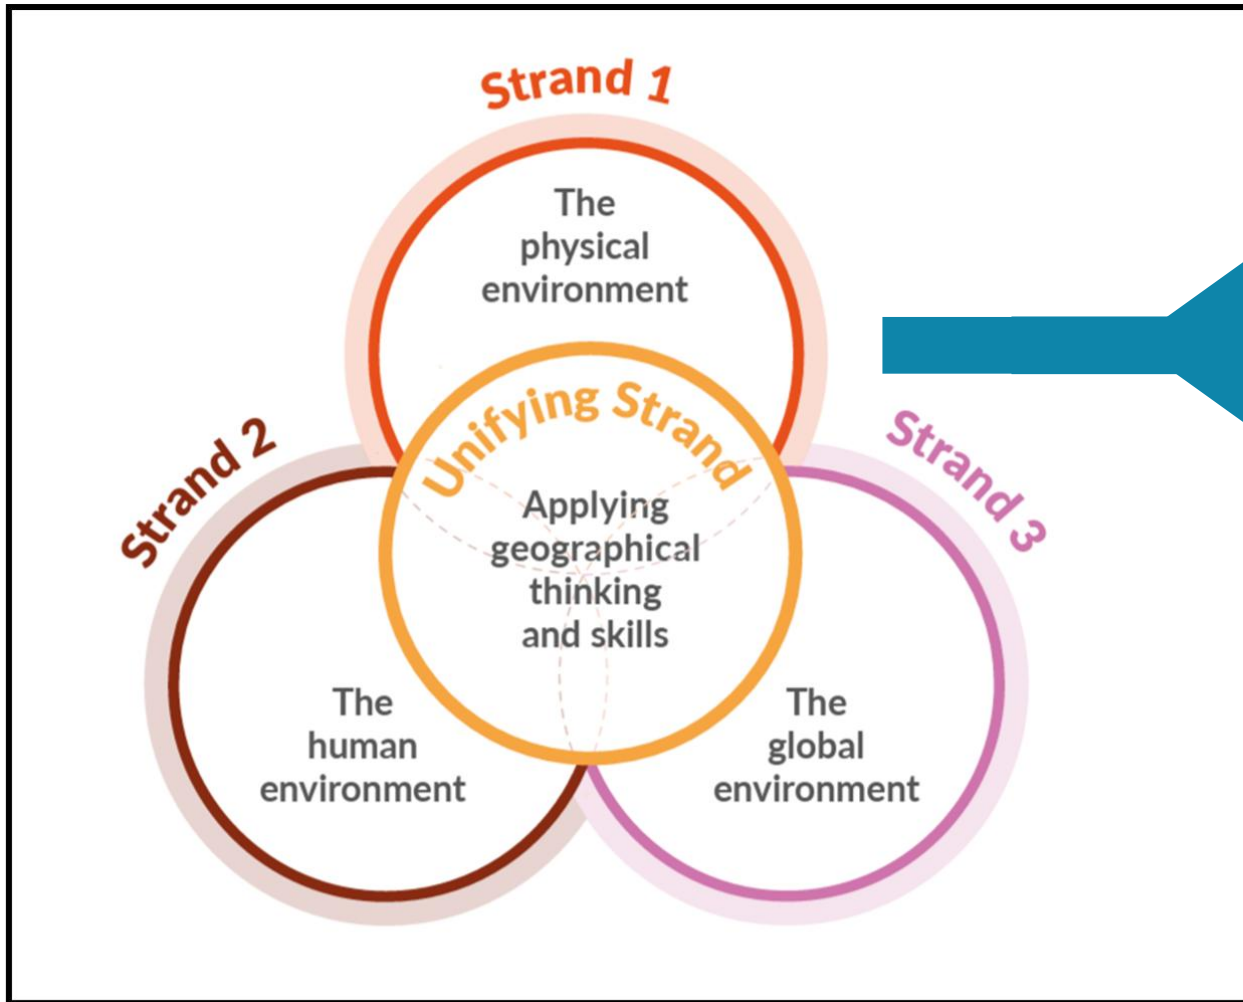 Strand 1
The
physical
environment
Unifying Strand
Applying
geographical
thinking
and skills
Strand 2
The
human
environment
Strand 3
The
global
environment